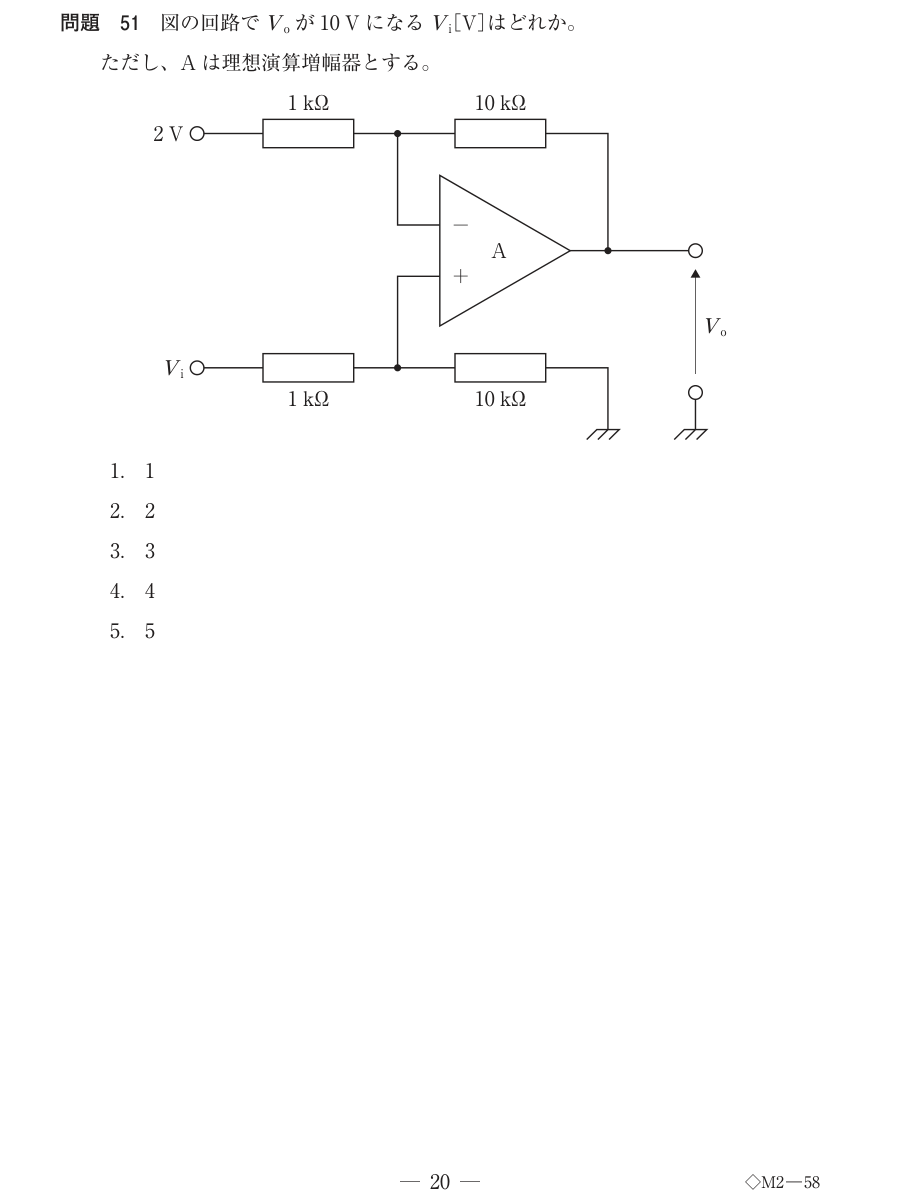 問題 51 図の回路で Voが 10 V になる Vi[V]はどれか。
ただし、A は理想演算増幅器とする。
1 kΩ
10 kΩ
2 V
−
A
+
Vo
Vi
1 kΩ
10 kΩ
1. 1
2. 2
3. 3
4. 4
5. 5
― 20 ―
◇M2―58